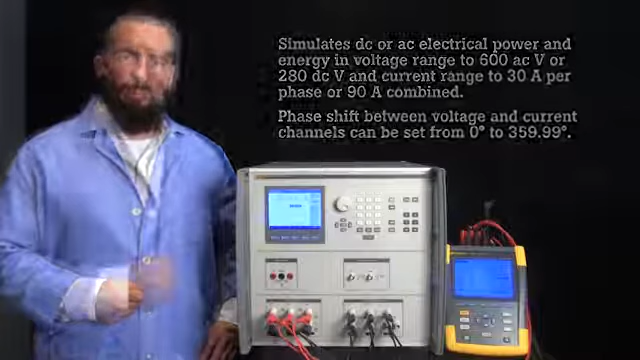 Simulates dc or ac electrical power and
energy in voltage range to 600 ac V or
280 dc V and current range to 30 A per
phase or 90 A combined.
Phase shift between voltage and current
channels can be set from 0° to 359.99°.